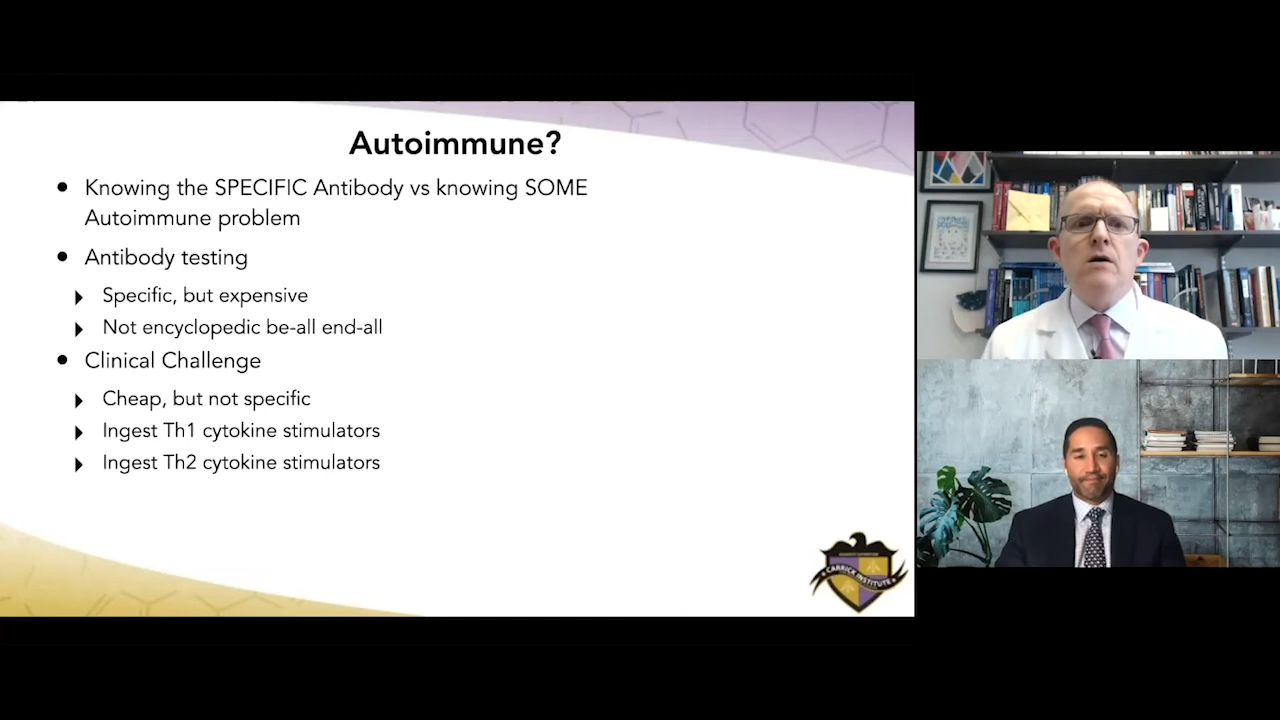 Autoimmune?
Knowing the SPECIFIC Antibody vs knowing SOME
Autoimmune problem
Antibody testing
Specific, but expensive
Not encyclopedic be-all end-all
Clinical Challenge
Cheap, but not specific
Ingest Th1 cytokine stimulators
Ingest Th2 cytokine stimulators
CARRICK INSTITUTE